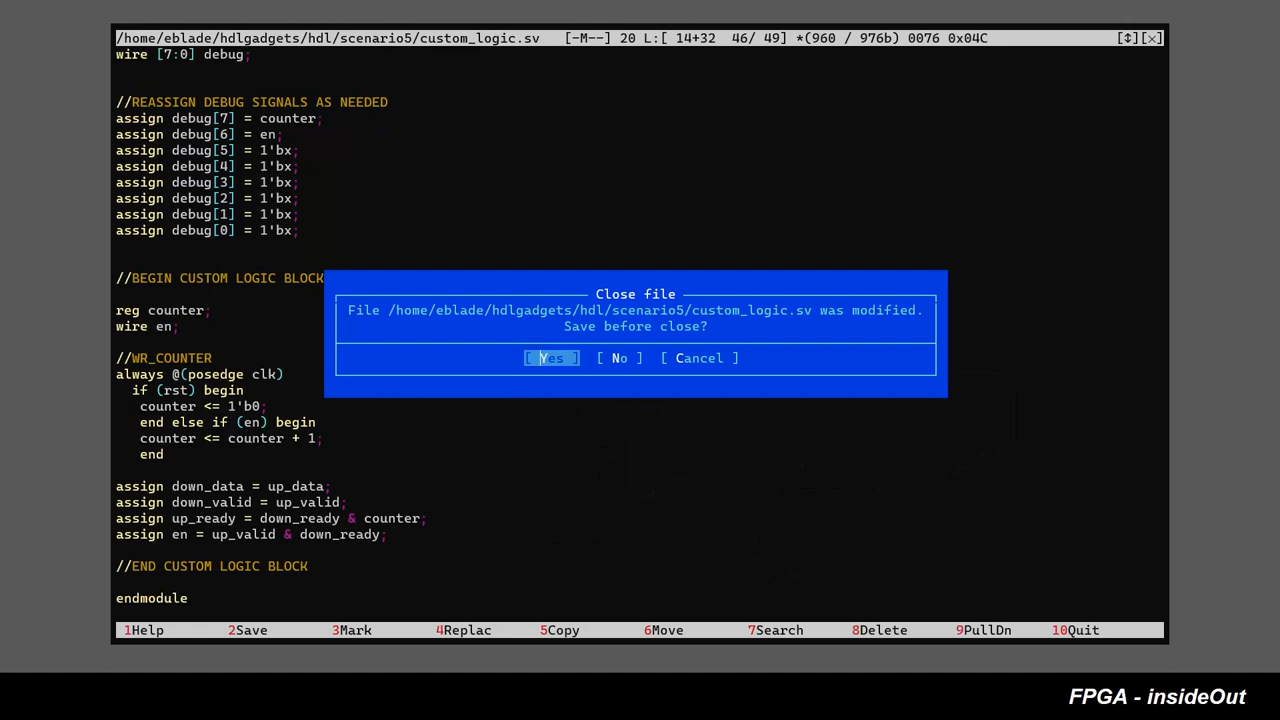 /home/eblade/hdlgadgets/hdl/scenario5/custom_logic.sv   [-M--] 20 L:[ 14+32  46/ 49] *(960 / 976b) 0076 0x04C   [↕][×]
wire [7:0] debug;
//REASSIGN DEBUG SIGNALS AS NEEDED
assign debug[7] = counter;
assign debug[6] = en;
assign debug[5] = 1'bx;
assign debug[4] = 1'bx;
assign debug[3] = 1'bx;
assign debug[2] = 1'bx;
assign debug[1] = 1'bx;
assign debug[0] = 1'bx;
//BEGIN CUSTOM LOGIC BLOCK
Close file
File /home/eblade/hdlgadgets/hdl/scenario5/custom_logic.sv was modified.
Save before close?
[ Yes ]  [ No ]  [ Cancel ]
reg counter;
wire en;
//WR_COUNTER
always @(posedge clk)
if (rst) begin
counter <= 1'b0;
end else if (en) begin
counter <= counter + 1;
end
assign down_data = up_data;
assign down_valid = up_valid;
assign up_ready = down_ready & counter;
assign en = up_valid & down_ready;
//END CUSTOM LOGIC BLOCK
endmodule
1Help 2Save 3Mark 4Replac 5Copy 6Move 7Search 8Delete 9PullDn 10Quit
FPGA - insideOut